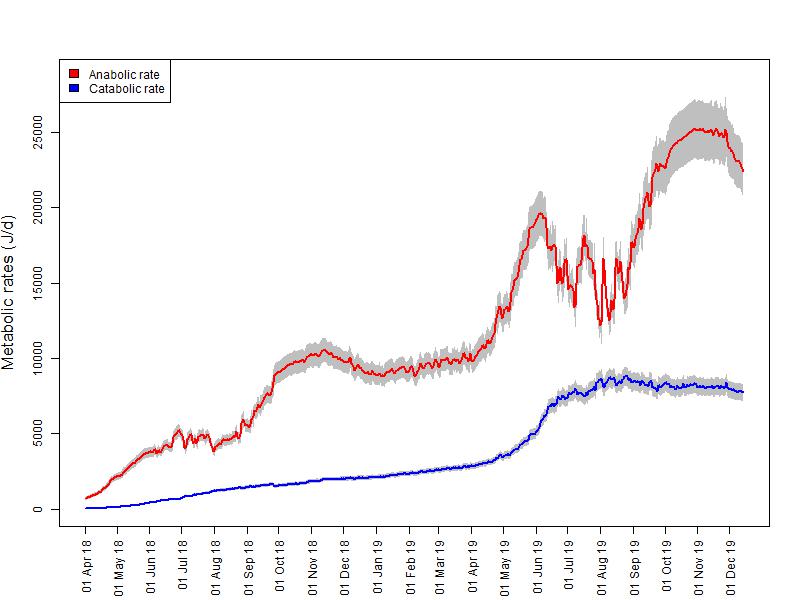 Anabolic rate
Catabolic rate
Metabolic rates (J/d)
25000
20000
15000
10000
5000
0
01 Apr 18
01 May 18
01 Jun 18
01 Jul 18
01 Aug 18
01 Sep 18
01 Oct 18
01 Nov 18
01 Dec 18
01 Jan 19
01 Feb 19
01 Mar 19
01 Apr 19
01 May 19
01 Jun 19
01 Jul 19
01 Aug 19
01 Sep 19
01 Oct 19
01 Nov 19
01 Dec 19